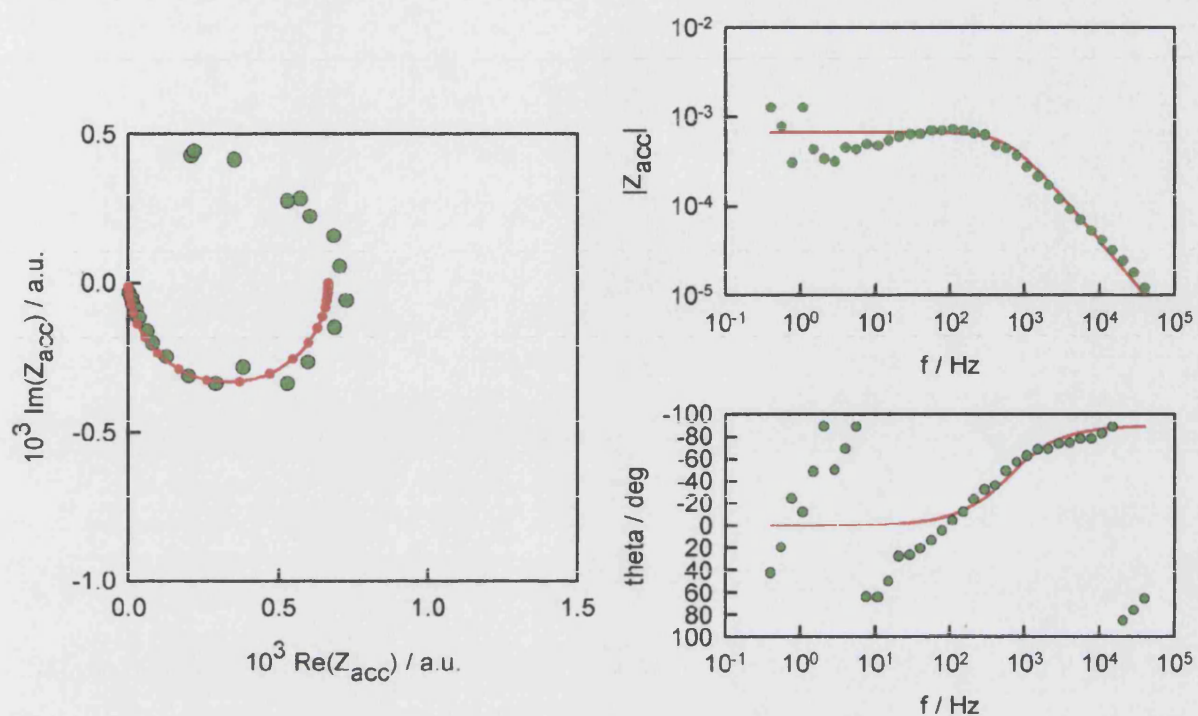 0.5
0.0
-0.5
-1.0
0.0 0.5 1.0 1.5
10³ Im(Z_acc) / a.u.
10³ Re(Z_acc) / a.u.
10⁻²
10⁻³
10⁻⁴
10⁻⁵
10⁻¹ 10⁰ 10¹ 10² 10³ 10⁴ 10⁵
|Z_acc|
f / Hz
-100
-80
-60
-40
-20
0
20
40
60
80
100
10⁻¹ 10⁰ 10¹ 10² 10³ 10⁴ 10⁵
theta / deg
f / Hz